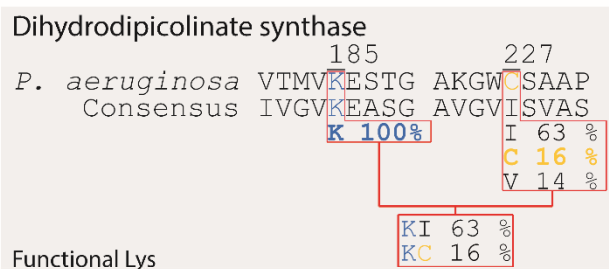 Dihydrodipicolinate synthase
185 227
P. aeruginosa VTMVKESTG AKGWCSAAP
Consensus IVGVKEASG AVGVISVAS
K 100% I 63 %
C 16 %
V 14 %
KI 63 %
KC 16 %
Functional Lys